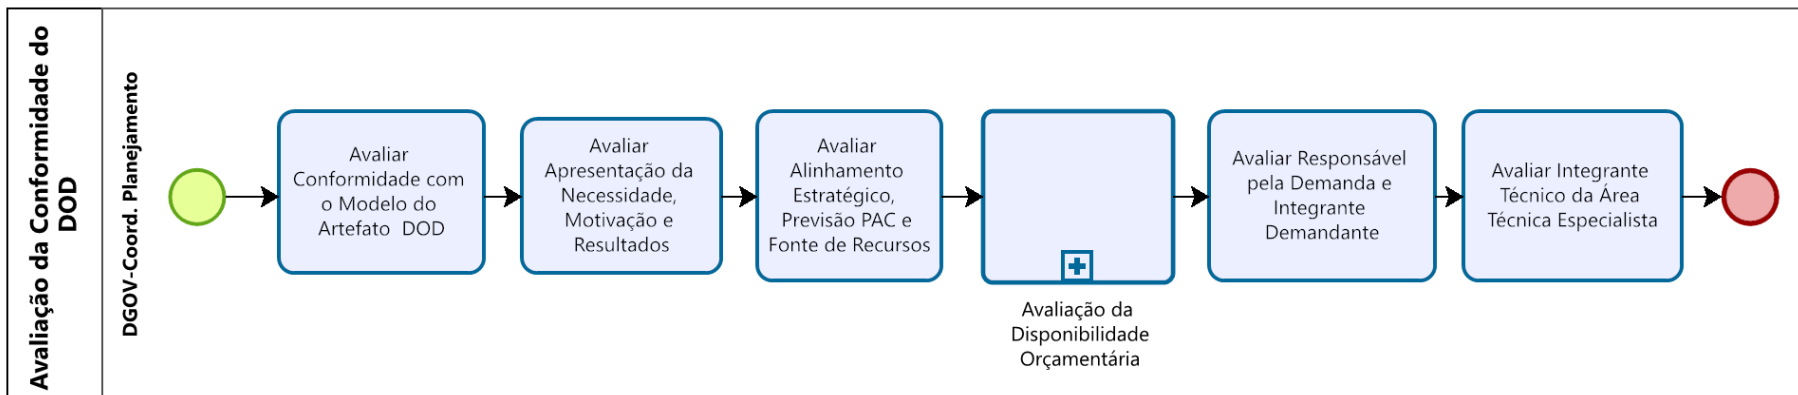 Avaliação da Conformidade do
DOD
DGOV-Coord. Planejamento
Avaliar
Conformidade com
o Modelo do
Artefato  DOD
Avaliar
Apresentação da
Necessidade,
Motivação e
Resultados
Avaliar
Alinhamento
Estratégico,
Previsão PAC e
Fonte de Recursos
Avaliação da
Disponibilidade
Orçamentária
Avaliar Responsável
pela Demanda e
Integrante
Demandante
Avaliar Integrante
Técnico da Área
Técnica Especialista